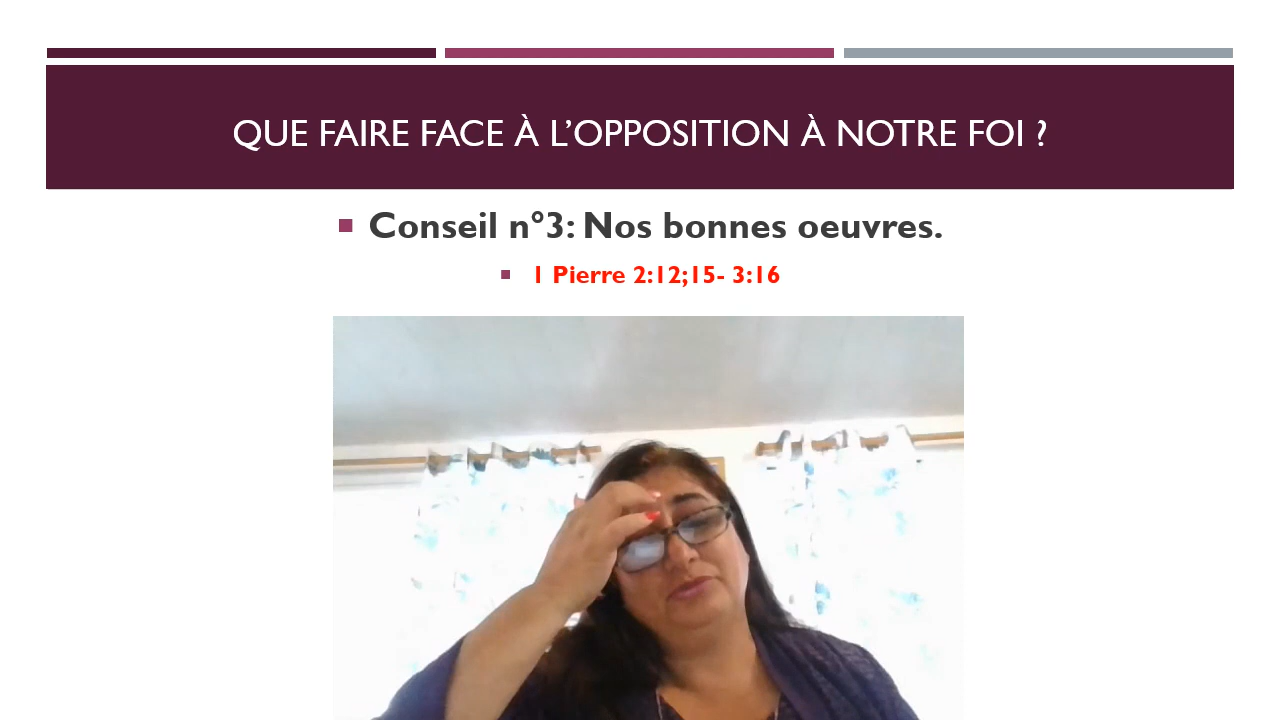 QUE FAIRE FACE À L’OPPOSITION À NOTRE FOI ?
Conseil n°3: Nos bonnes oeuvres.
1 Pierre 2:12;15- 3:16